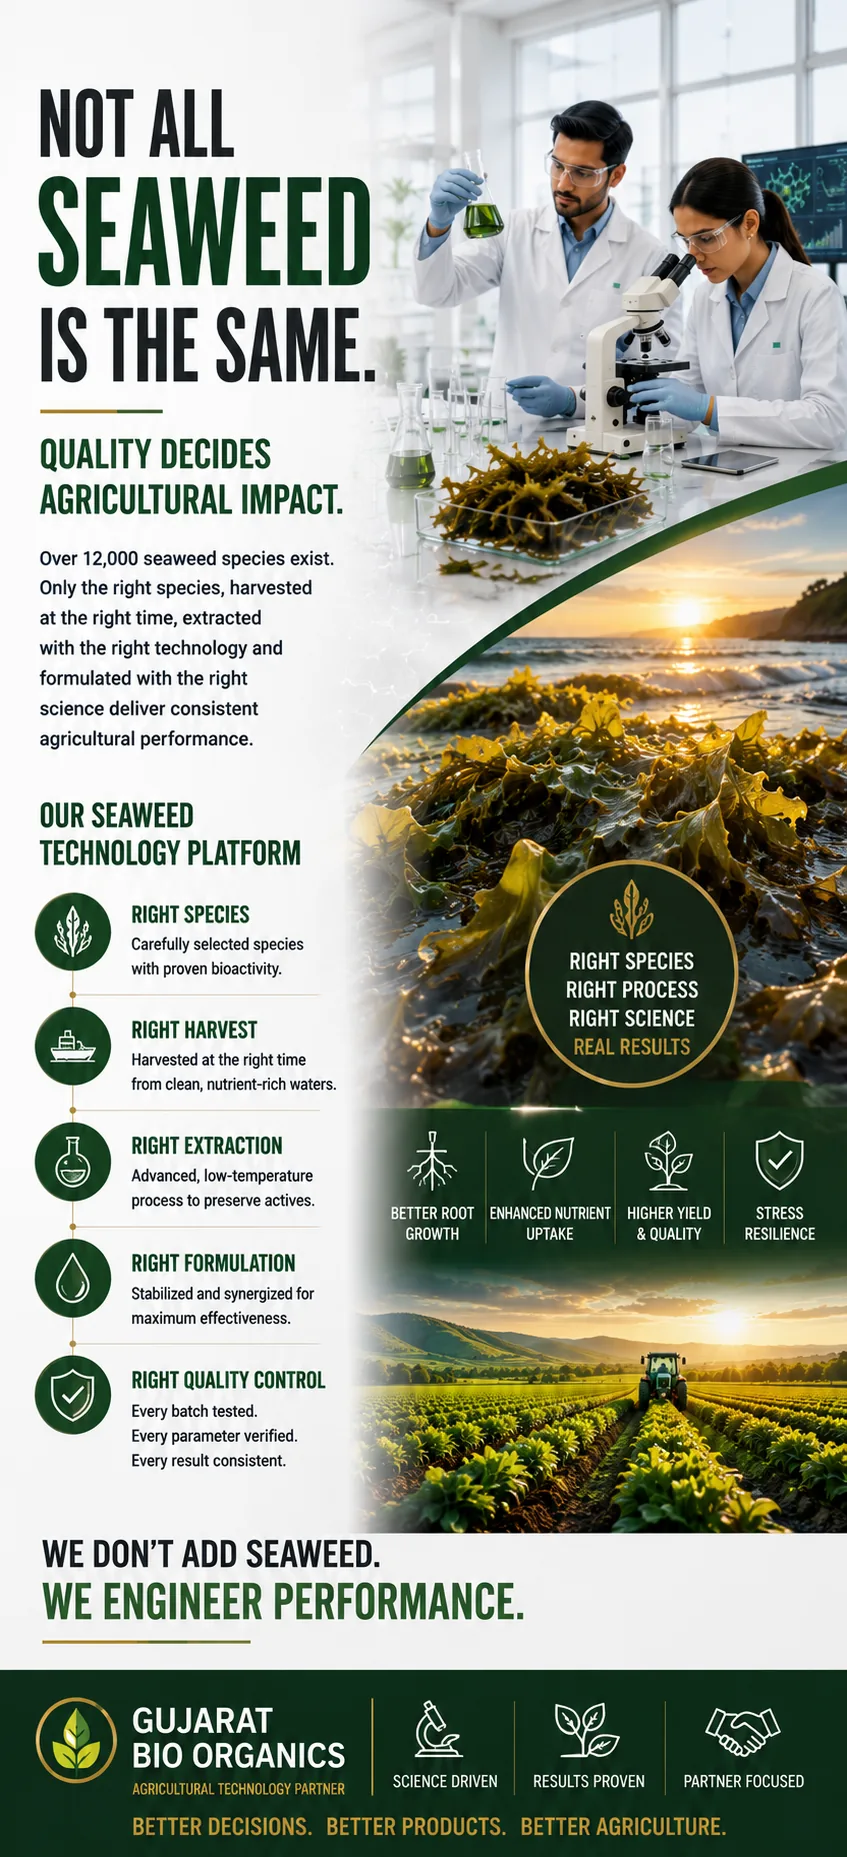 NOT ALL
SEAWEED
IS THE SAME.
QUALITY DECIDES
AGRICULTURAL IMPACT.
Over 12,000 seaweed species exist.
Only the right species, harvested
at the right time, extracted
with the right technology and
formulated with the right
science deliver consistent
agricultural performance.
OUR SEAWEED
TECHNOLOGY PLATFORM
RIGHT SPECIES
Carefully selected species
with proven bioactivity.
RIGHT HARVEST
Harvested at the right time
from clean, nutrient-rich waters.
RIGHT EXTRACTION
Advanced, low-temperature
process to preserve actives.
RIGHT FORMULATION
Stabilized and synergized for
maximum effectiveness.
RIGHT QUALITY CONTROL
Every batch tested.
Every parameter verified.
Every result consistent.
RIGHT SPECIES
RIGHT PROCESS
RIGHT SCIENCE
REAL RESULTS
BETTER ROOT
GROWTH
ENHANCED NUTRIENT
UPTAKE
HIGHER YIELD
& QUALITY
STRESS
RESILIENCE
WE DON'T ADD SEAWEED.
WE ENGINEER PERFORMANCE.
GUJARAT
BIO ORGANICS
AGRICULTURAL TECHNOLOGY PARTNER
SCIENCE DRIVEN
RESULTS PROVEN
PARTNER FOCUSED
BETTER DECISIONS. BETTER PRODUCTS. BETTER AGRICULTURE.